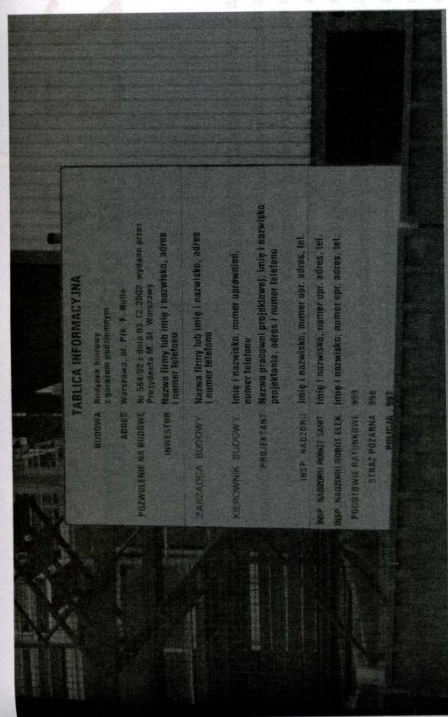 TABLICA INFORMACYJNA
BUDOWA Budynek biurowy
z garażem podziemnym
ADRES Warszawa, ul. Płk. F. Nulla
POZWOLENIE NA BUDOWĘ Nr 564/02 z dnia 03.12.2002 wydane przez
Prezydenta M. St. Warszawy
INWESTOR Nazwa firmy lub imię i nazwisko, adres
i numer telefonu
ZARZĄDCA BUDOWY Nazwa firmy lub imię i nazwisko, adres
i numer telefonu
KIEROWNIK BUDOWY Imię i nazwisko, numer uprawnień,
numer telefonu
PROJEKTANT Nazwa pracowni projektowej, imię i nazwisko
projektanta, adres i numer telefonu
INSP. NADZORU Imię i nazwisko, numer upr. adres, tel.
INSP. NADZORU ROBÓT SANIT. Imię i nazwisko, numer upr. adres, tel.
INSP. NADZORU ROBÓT ELEK. Imię i nazwisko, numer upr. adres, tel.
POGOTOWIE RATUNKOWE 999
STRAŻ POŻARNA 998
POLICJA 997